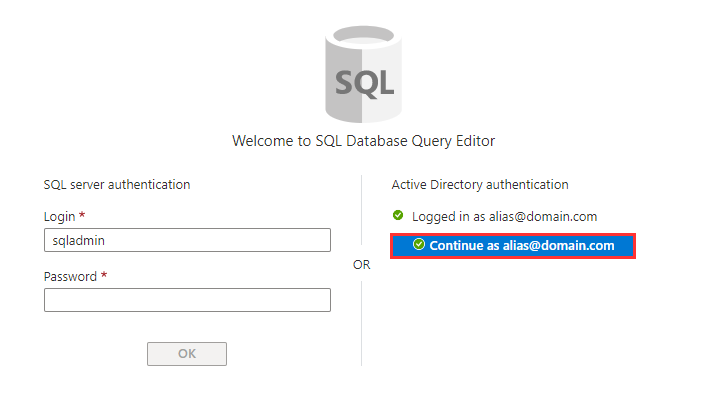 SQL
Welcome to SQL Database Query Editor
SQL server authentication
Login *
sqladmin
Password *
OK
OR
Active Directory authentication
Logged in as alias@domain.com
Continue as alias@domain.com